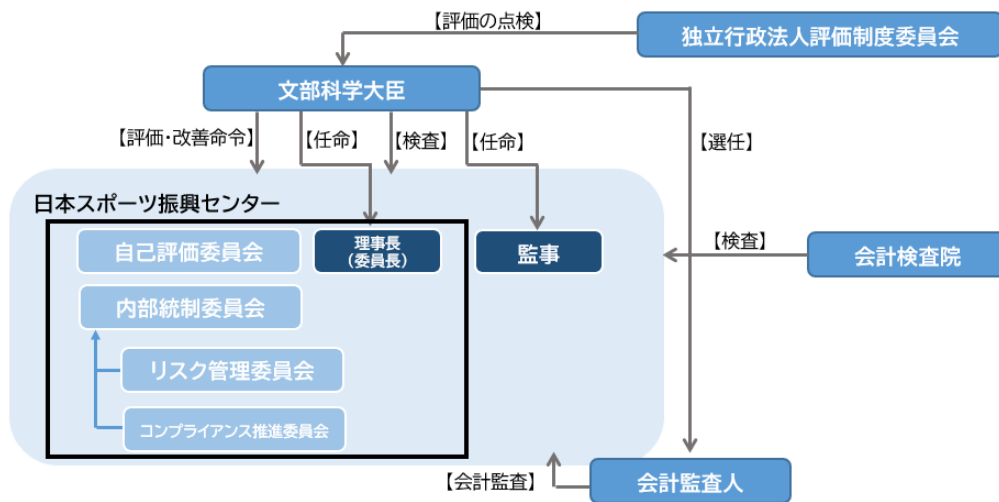 【評価の点検】
独立行政法人評価制度委員会
文部科学大臣
【評価・改善命令】
【任命】
【検査】
【任命】
【選任】
日本スポーツ振興センター
自己評価委員会
理事長
（委員長）
監事
【検査】
会計検査院
内部統制委員会
リスク管理委員会
コンプライアンス推進委員会
【会計監査】
会計監査人